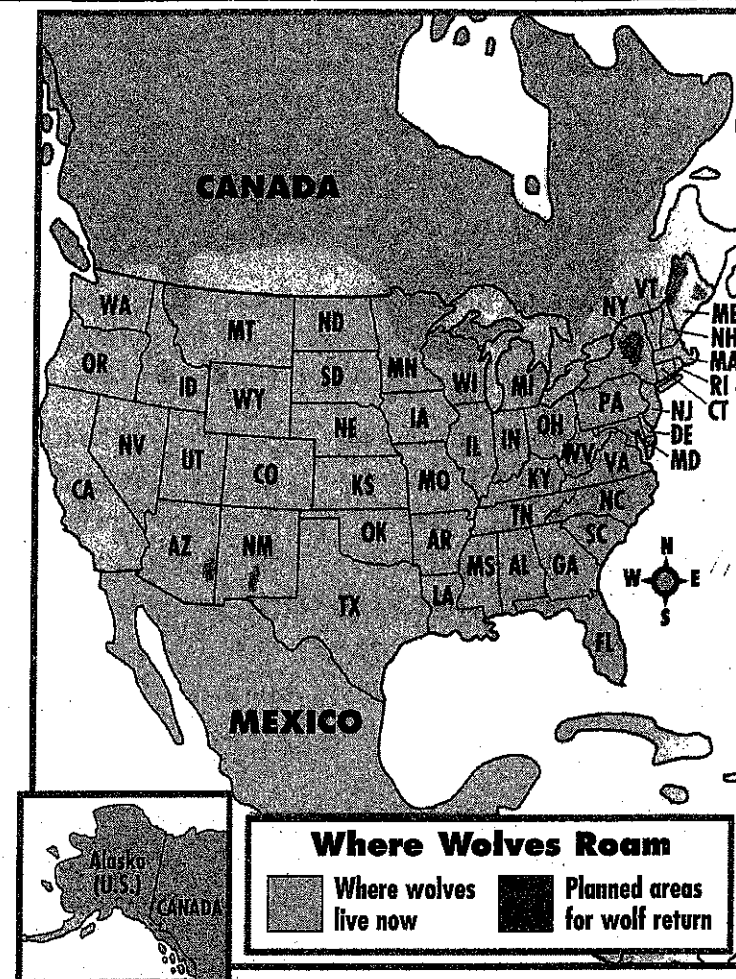 CANADA
WA
MT
ND
MN
VT
NY
ME
NH
MA
RI
CT
OR
ID
WY
SD
WI
MI
NV
UT
CO
NE
IA
IL
IN
OH
PA
NJ
DE
MD
CA
KS
MO
KY
WV
VA
AZ
NM
OK
AR
TN
NC
SC
TX
LA
MS
AL
GA
FL
N
W
E
S
MEXICO
Alaska
(U.S.)
CANADA
Where Wolves Roam
Where wolves
live now
Planned areas
for wolf return